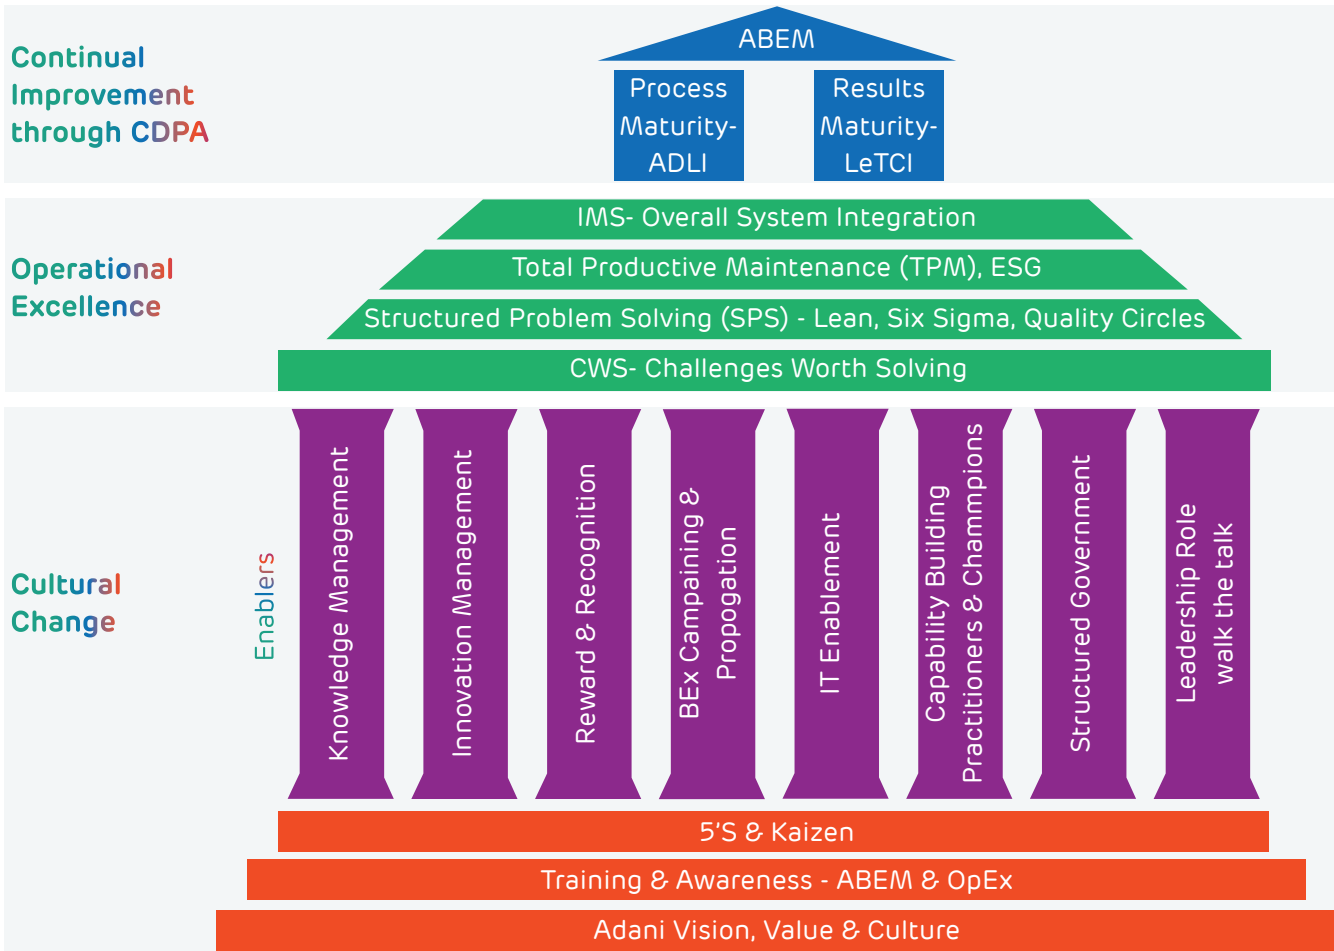 Continual
Improvement
through CDPA
ABEM
Process
Maturity-
ADLI
Results
Maturity-
LeTCI
Operational
Excellence
IMS- Overall System Integration
Total Productive Maintenance (TPM), ESG
Structured Problem Solving (SPS) - Lean, Six Sigma, Quality Circles
CWS- Challenges Worth Solving
Cultural
Change
Enablers
Knowledge Management
Innovation Management
Reward & Recognition
BEx Campaining &
Propogation
IT Enablement
Capability Building
Practitioners & Chammpions
Structured Government
Leadership Role
walk the talk
5'S & Kaizen
Training & Awareness - ABEM & OpEx
Adani Vision, Value & Culture